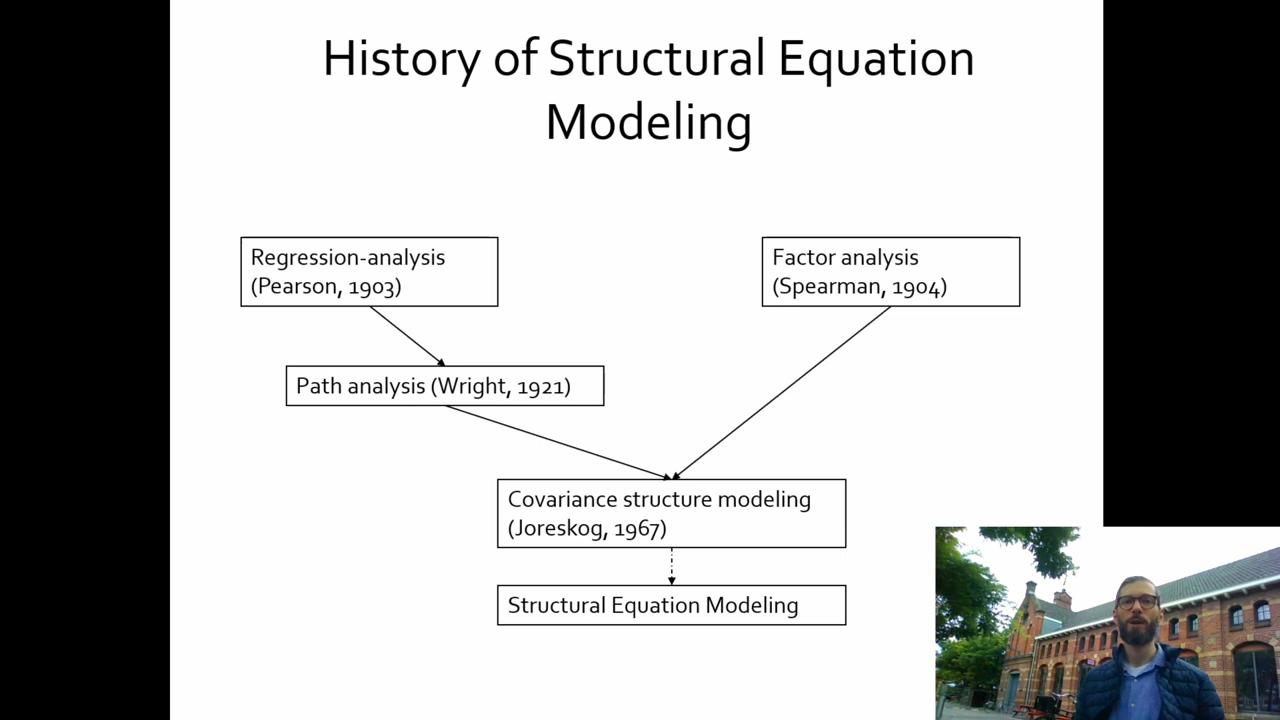 History of Structural Equation
Modeling
Regression-analysis
(Pearson, 1903)
Factor analysis
(Spearman, 1904)
Path analysis (Wright, 1921)
Covariance structure modeling
(Joreskog, 1967)
Structural Equation Modeling